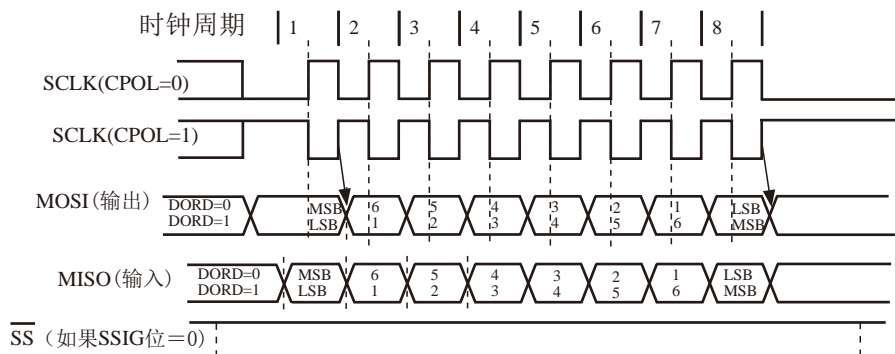 时钟周期 1 2 3 4 5 6 7 8
SCLK(CPOL=0)
SCLK(CPOL=1)
MOSI(输出) DORD=0 MSB 6 5 4 3 2 1 LSB
DORD=1 LSB 1 2 3 4 5 6 MSB
MISO(输入) DORD=0 MSB 6 5 4 3 2 1 LSB
DORD=1 LSB 1 2 3 4 5 6 MSB
SS（如果SSIG位=0）